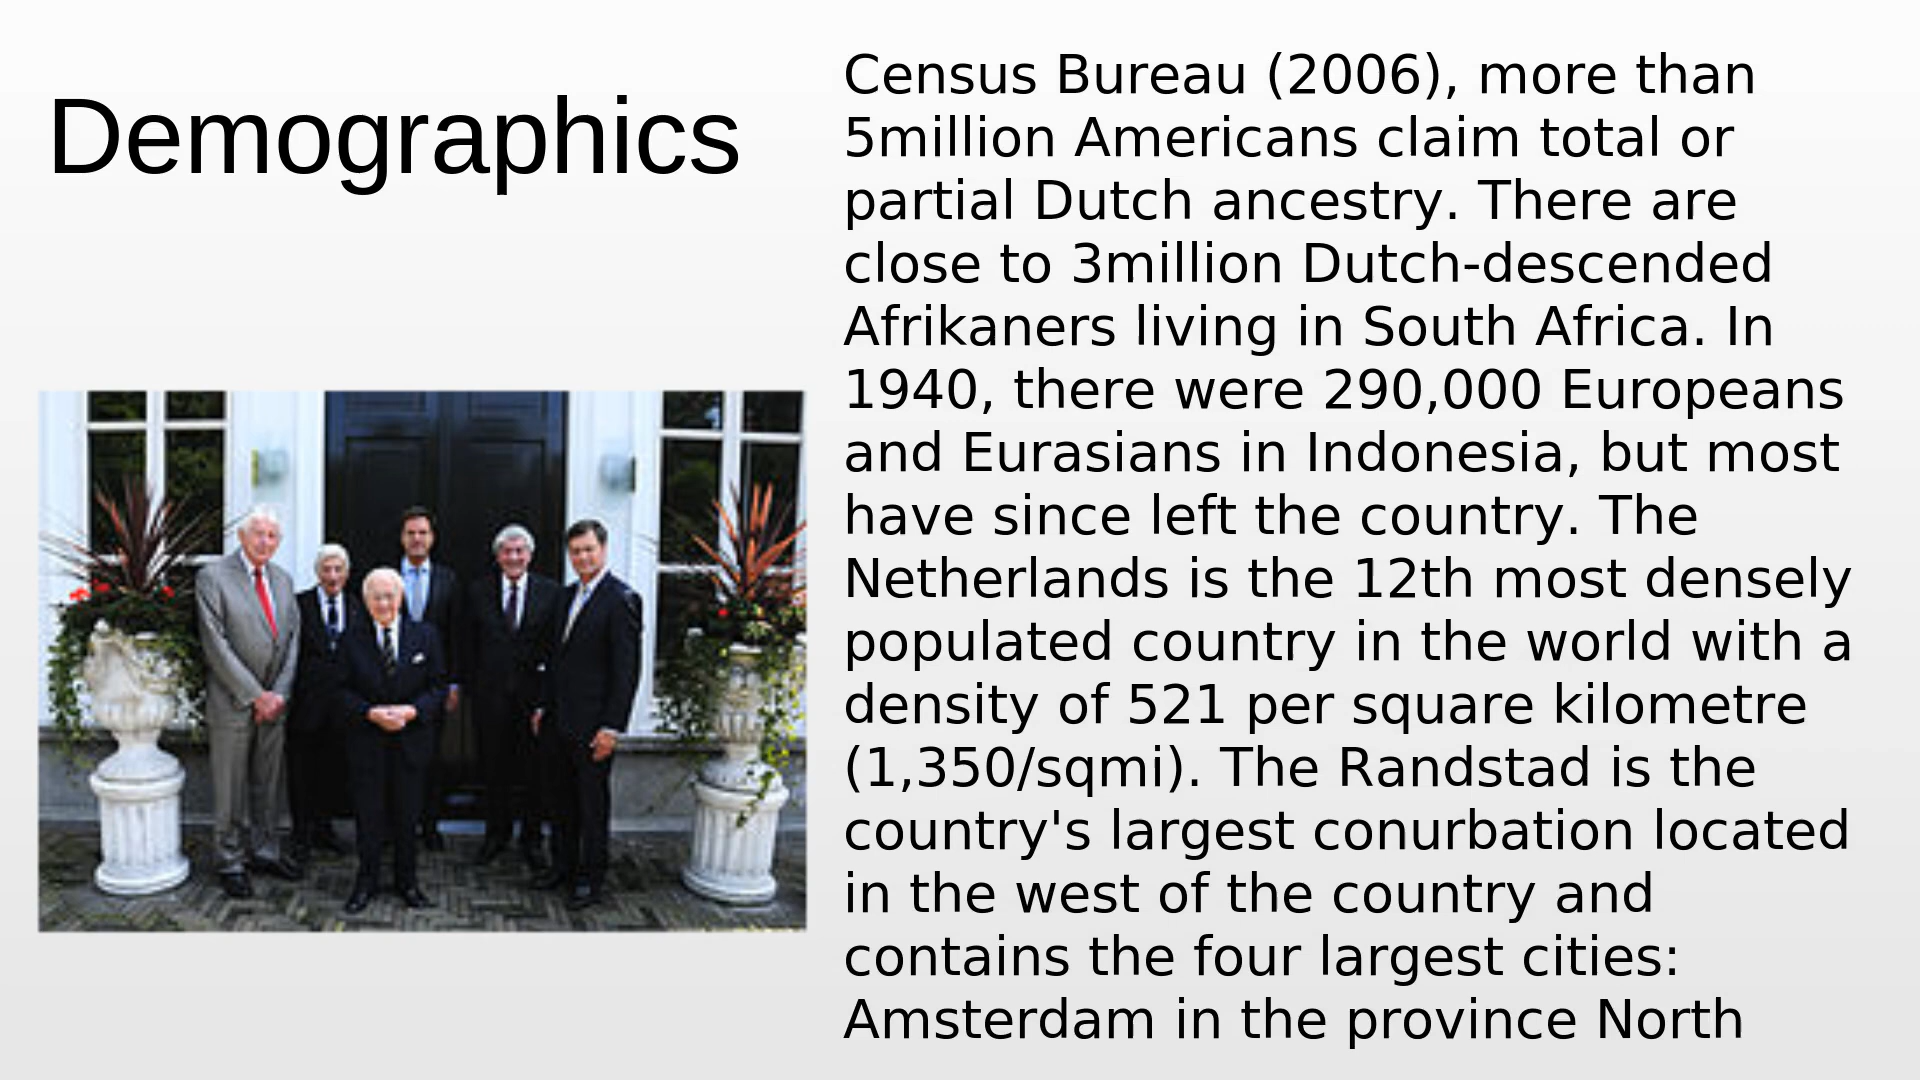 Demographics
Census Bureau (2006), more than
5million Americans claim total or
partial Dutch ancestry. There are
close to 3million Dutch-descended
Afrikaners living in South Africa. In
1940, there were 290,000 Europeans
and Eurasians in Indonesia, but most
have since left the country. The
Netherlands is the 12th most densely
populated country in the world with a
density of 521 per square kilometre
(1,350/sqmi). The Randstad is the
country's largest conurbation located
in the west of the country and
contains the four largest cities:
Amsterdam in the province North